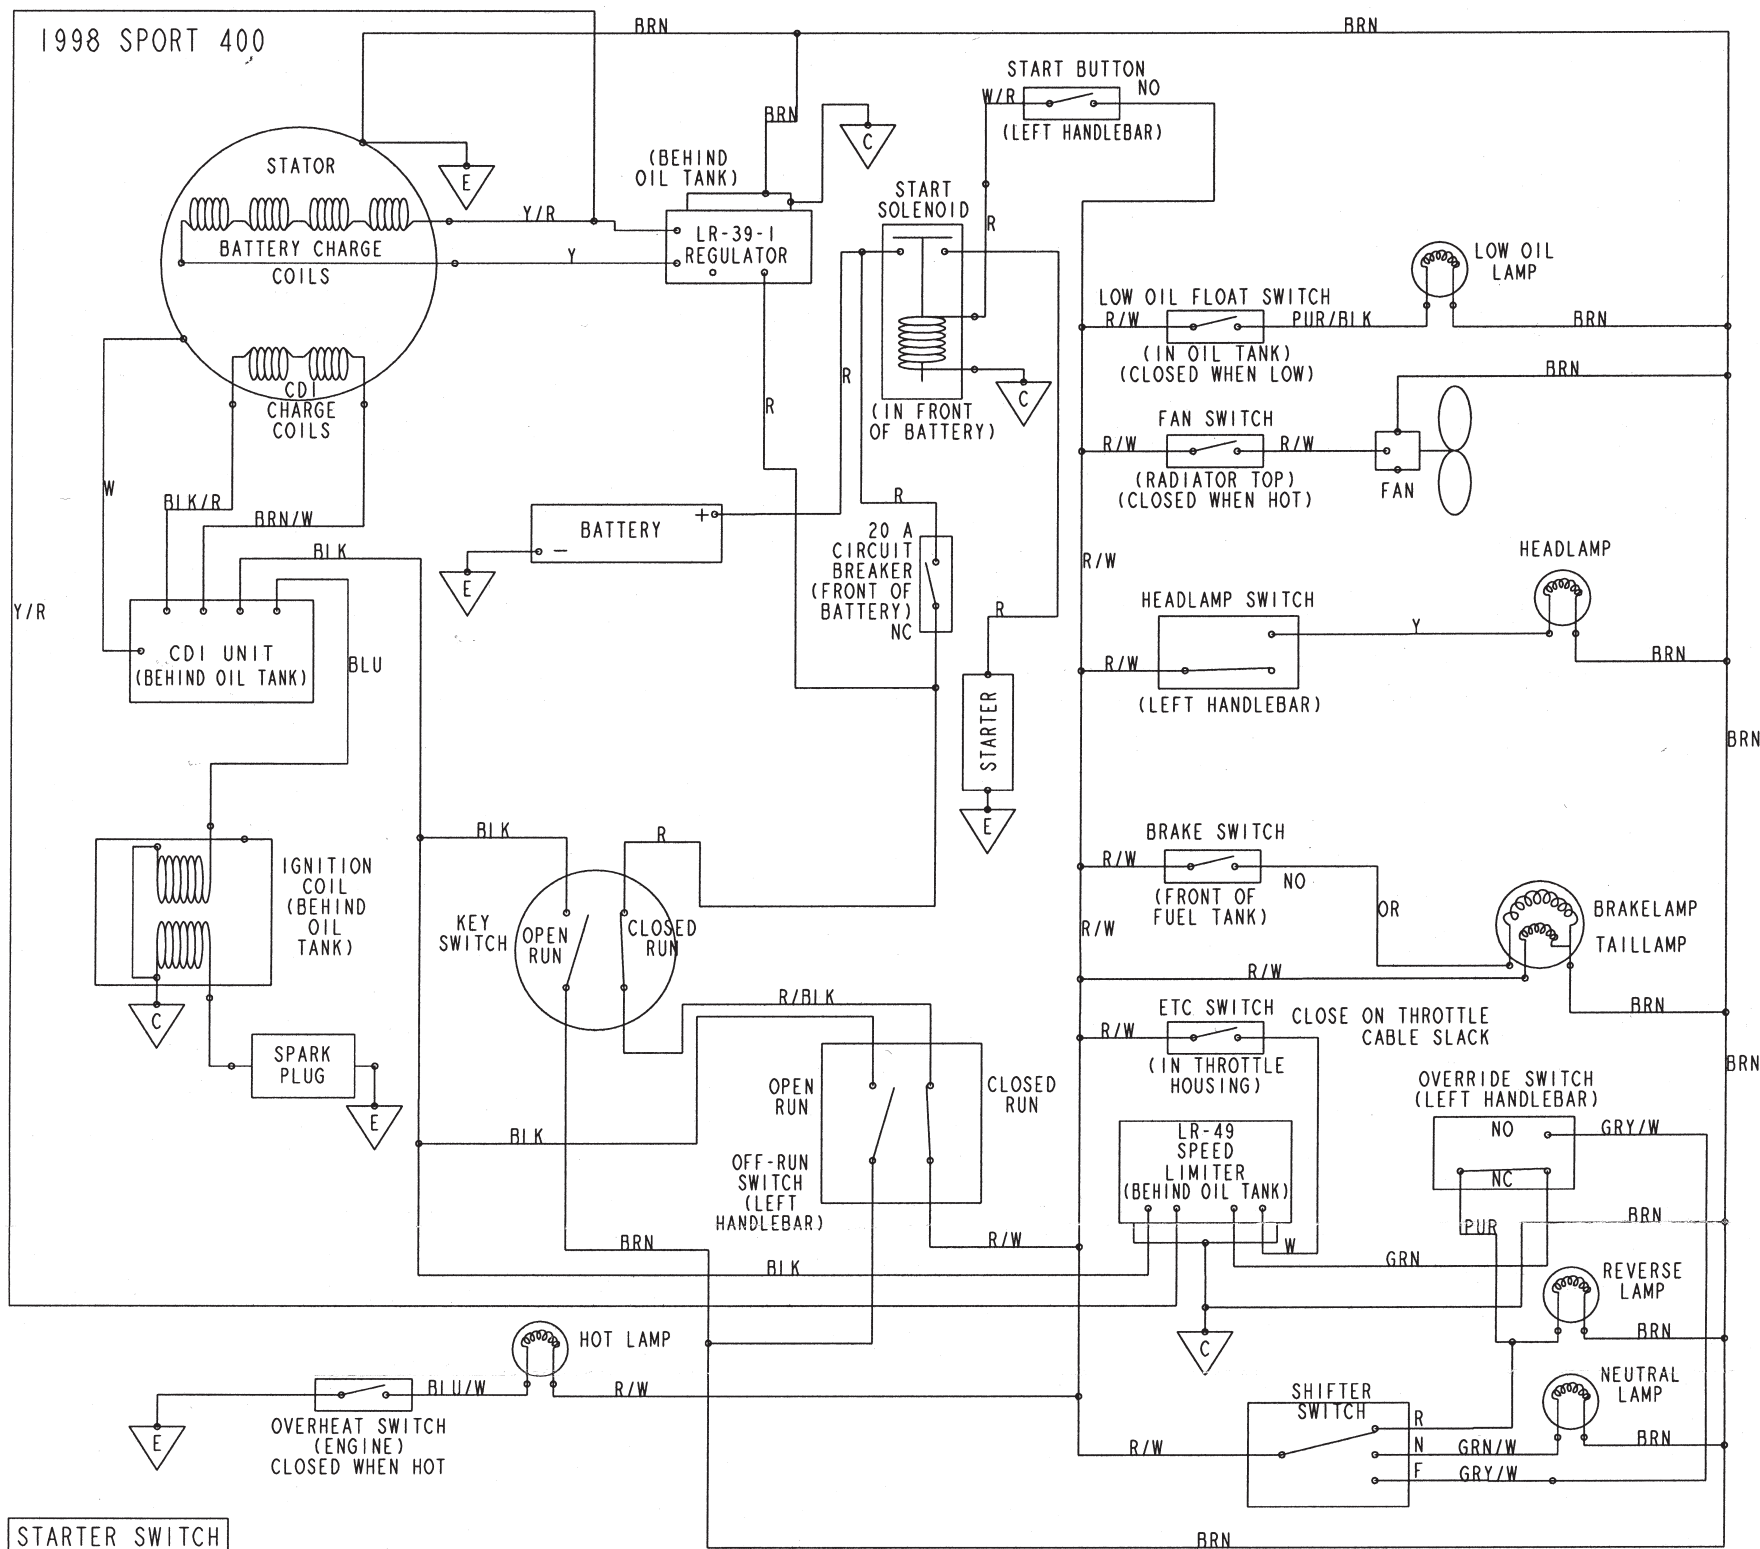 1998 SPORT 400
BRN
BRN
START BUTTON
NO
W/R
(LEFT HANDLEBAR)
BRN
C
STATOR
E
(BEHIND
OIL TANK)
START
SOLENOID
R
Y/R
LR-39-1
REGULATOR
BATTERY CHARGE
COILS
Y
LOW OIL
LAMP
LOW OIL FLOAT SWITCH
R/W
PUR/BLK
BRN
(IN OIL TANK)
(CLOSED WHEN LOW)
BRN
CDI
CHARGE
COILS
R
R
C
(IN FRONT
OF BATTERY)
FAN SWITCH
R/W
R/W
(RADIATOR TOP)
(CLOSED WHEN HOT)
FAN
W
BLK/R
BRN/W
BLK
BATTERY
+
-
E
R
20 A
CIRCUIT
BREAKER
(FRONT OF
BATTERY)
NC
R/W
HEADLAMP
HEADLAMP SWITCH
Y
R/W
BRN
(LEFT HANDLEBAR)
Y/R
CDI UNIT
(BEHIND OIL TANK)
BLU
R
STARTER
E
BRN
IGNITION
COIL
(BEHIND
OIL
TANK)
C
BLK
R
KEY
SWITCH
OPEN
RUN
CLOSED
RUN
BRAKE SWITCH
R/W
NO
(FRONT OF
FUEL TANK)
OR
R/W
BRAKELAMP
TAILLAMP
R/W
BRN
SPARK
PLUG
E
R/BLK
OPEN
RUN
CLOSED
RUN
ETC SWITCH
R/W
CLOSE ON THROTTLE
CABLE SLACK
(IN THROTTLE
HOUSING)
BRN
OVERRIDE SWITCH
(LEFT HANDLEBAR)
NO
GRY/W
NC
BLK
OFF-RUN
SWITCH
(LEFT
HANDLEBAR)
LR-49
SPEED
LIMITER
(BEHIND OIL TANK)
PUR
BRN
BRN
R/W
W
GRN
BLK
REVERSE
LAMP
BRN
C
HOT LAMP
BLU/W
R/W
E
OVERHEAT SWITCH
(ENGINE)
CLOSED WHEN HOT
NEUTRAL
LAMP
BRN
SHIFTER
SWITCH
R
R/W
N
GRN/W
F
GRY/W
STARTER SWITCH
BRN